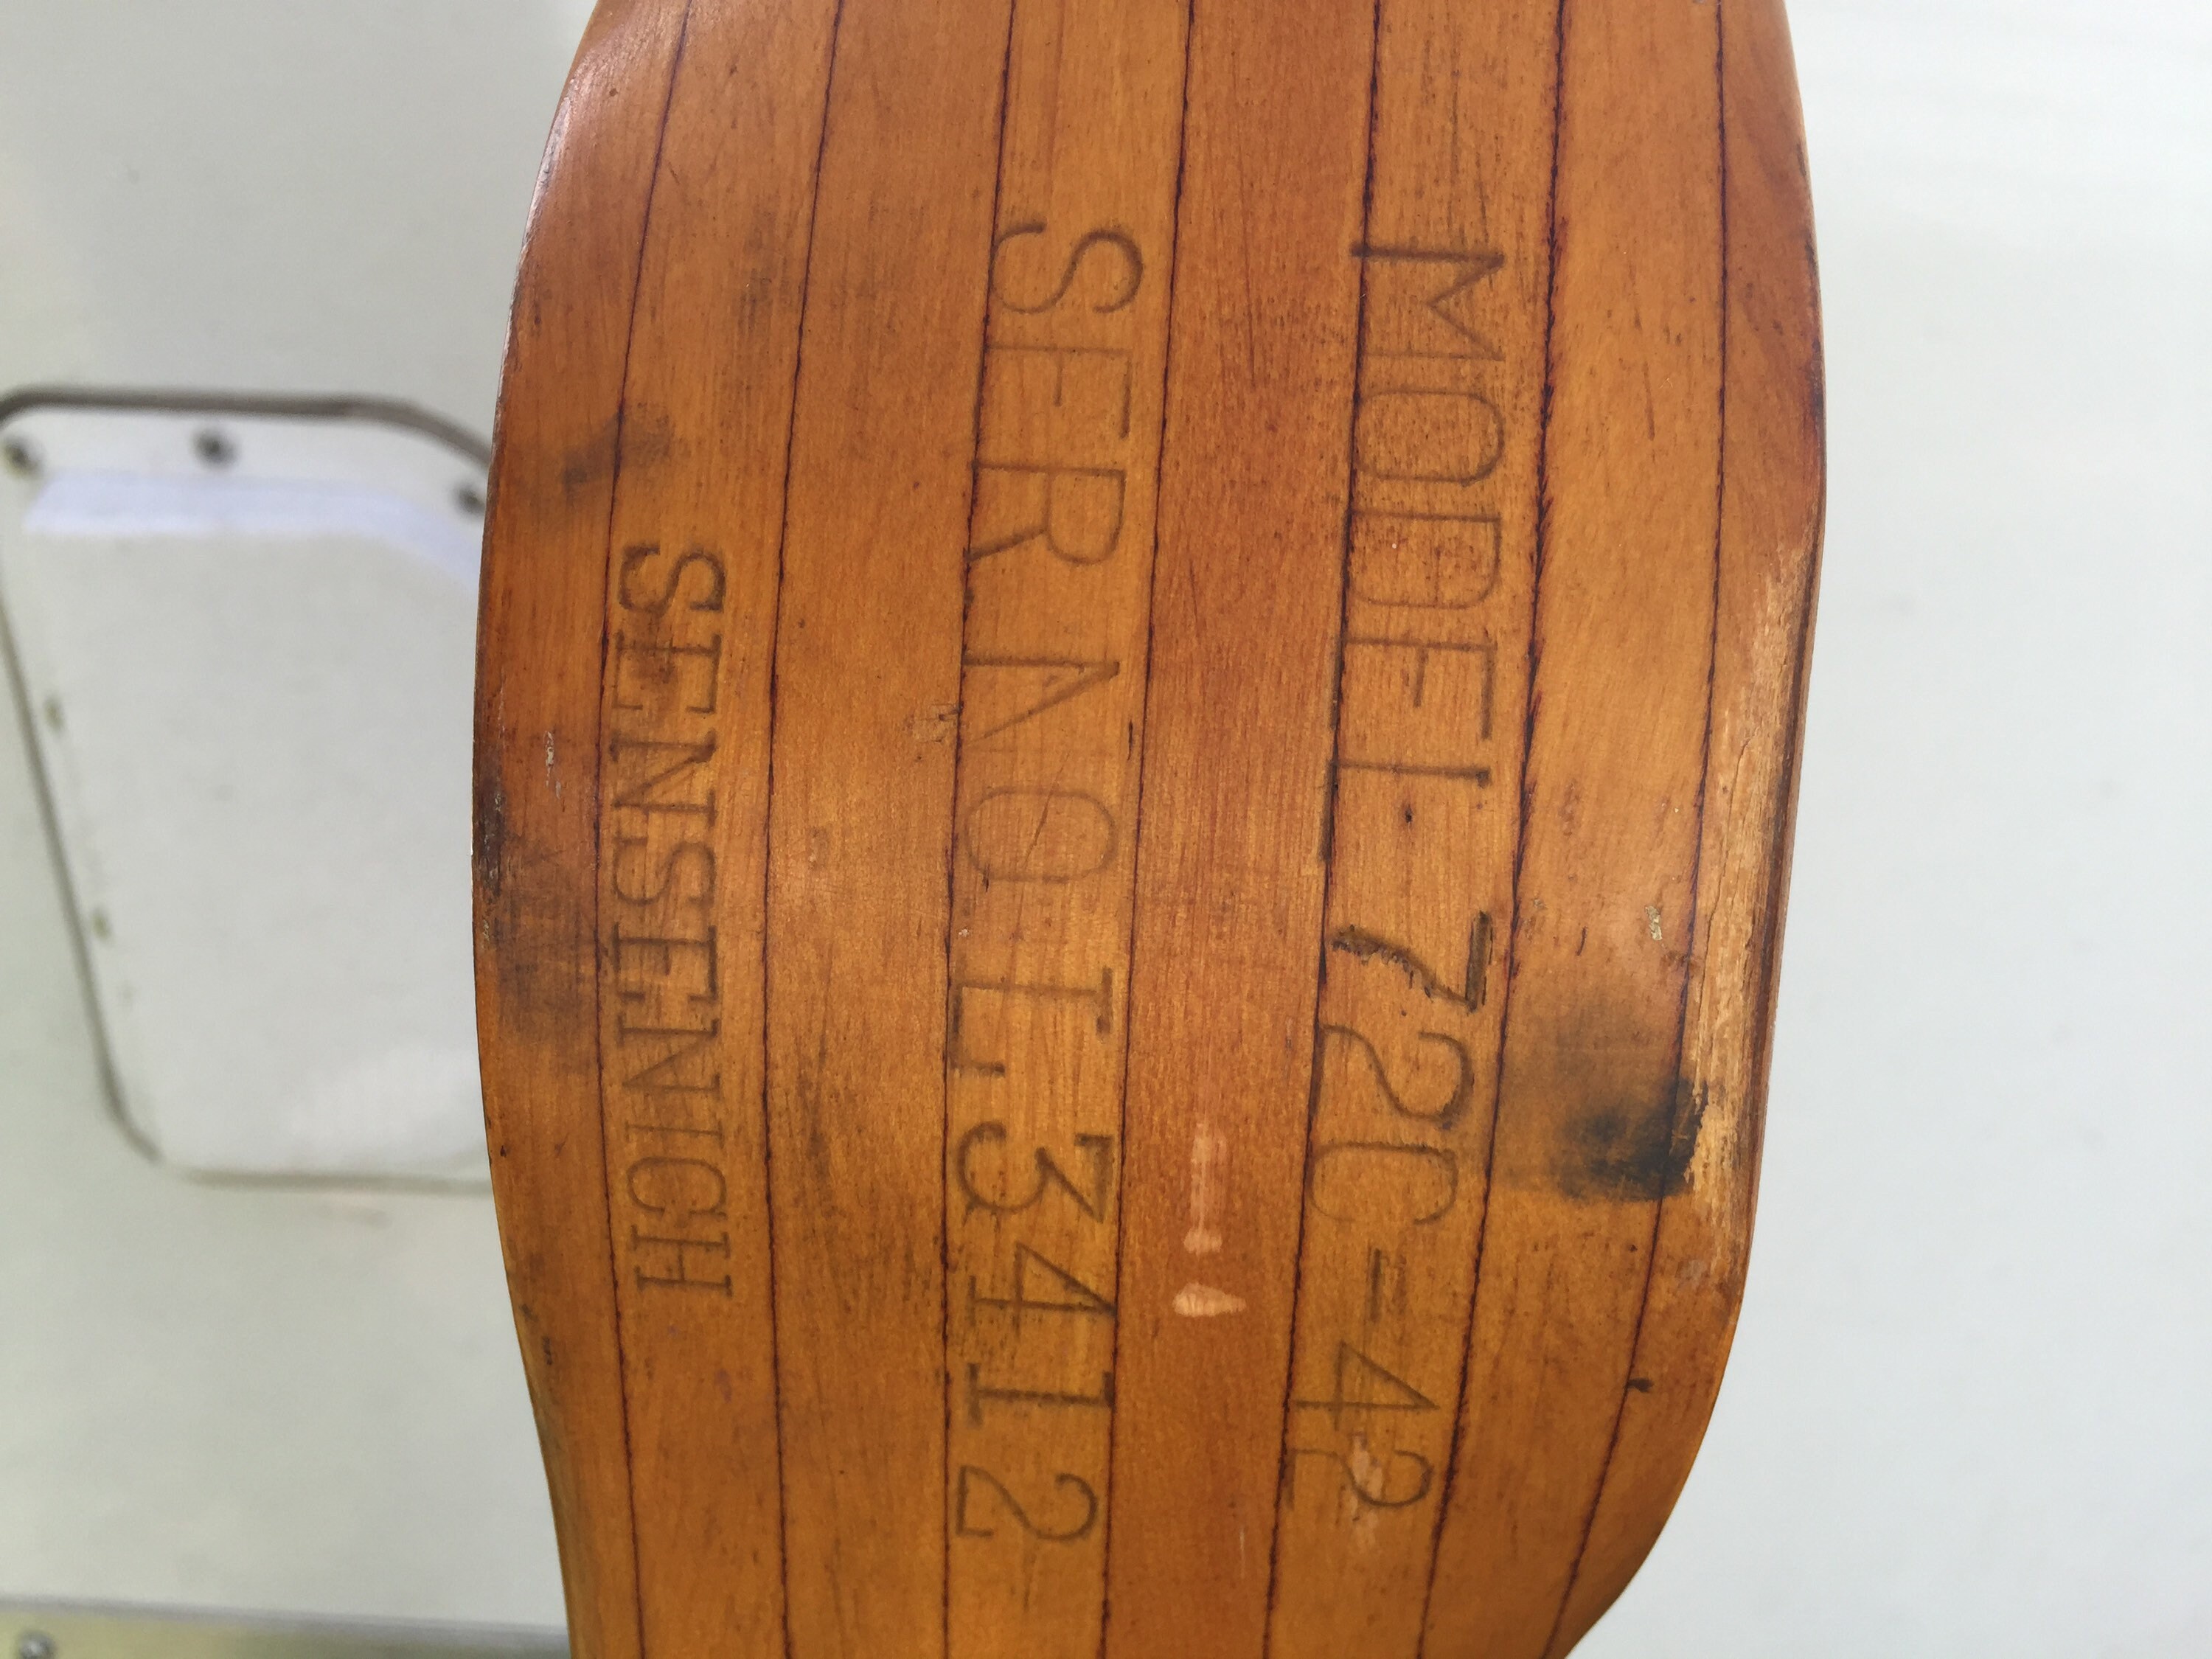 MODEL 72C-42
SER. NO. L3412
SENSENICH